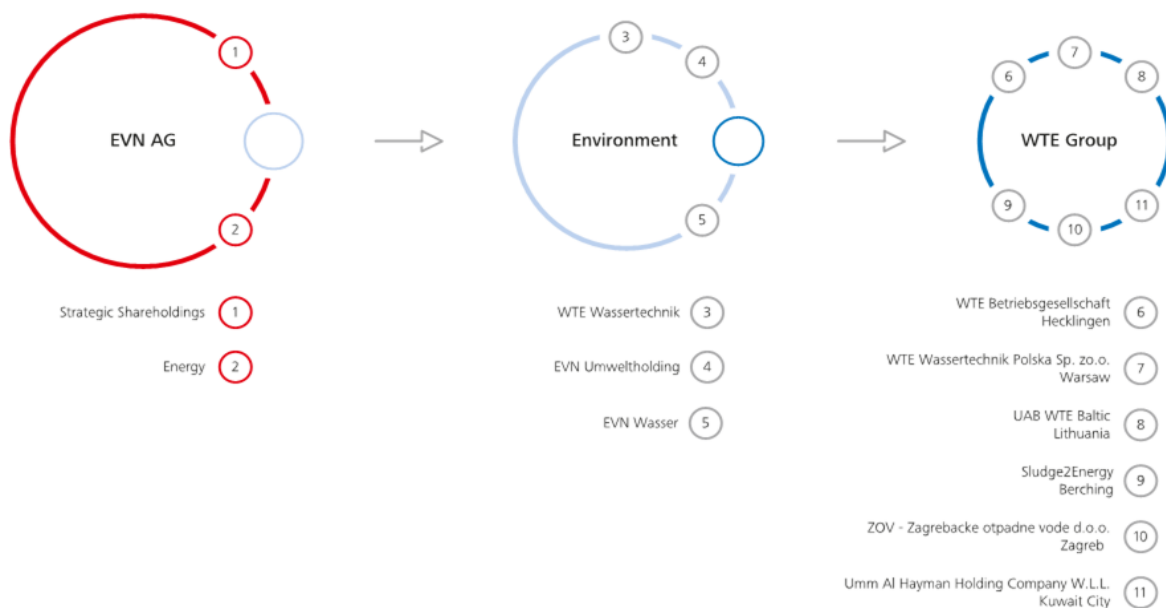 1
EVN AG
2
3
4
Environment
5
6
7
8
WTE Group
9
10
11
Strategic Shareholdings 1
Energy 2
WTE Wassertechnik 3
EVN Umweltholding 4
EVN Wasser 5
WTE Betriebsgesellschaft
Hecklingen 6
WTE Wassertechnik Polska Sp. zo.o.
Warsaw 7
UAB WTE Baltic
Lithuania 8
Sludge2Energy
Berching 9
ZOV - Zagrebacke otpadne vode d.o.o.
Zagreb 10
Umm Al Hayman Holding Company W.L.L.
Kuwait City 11